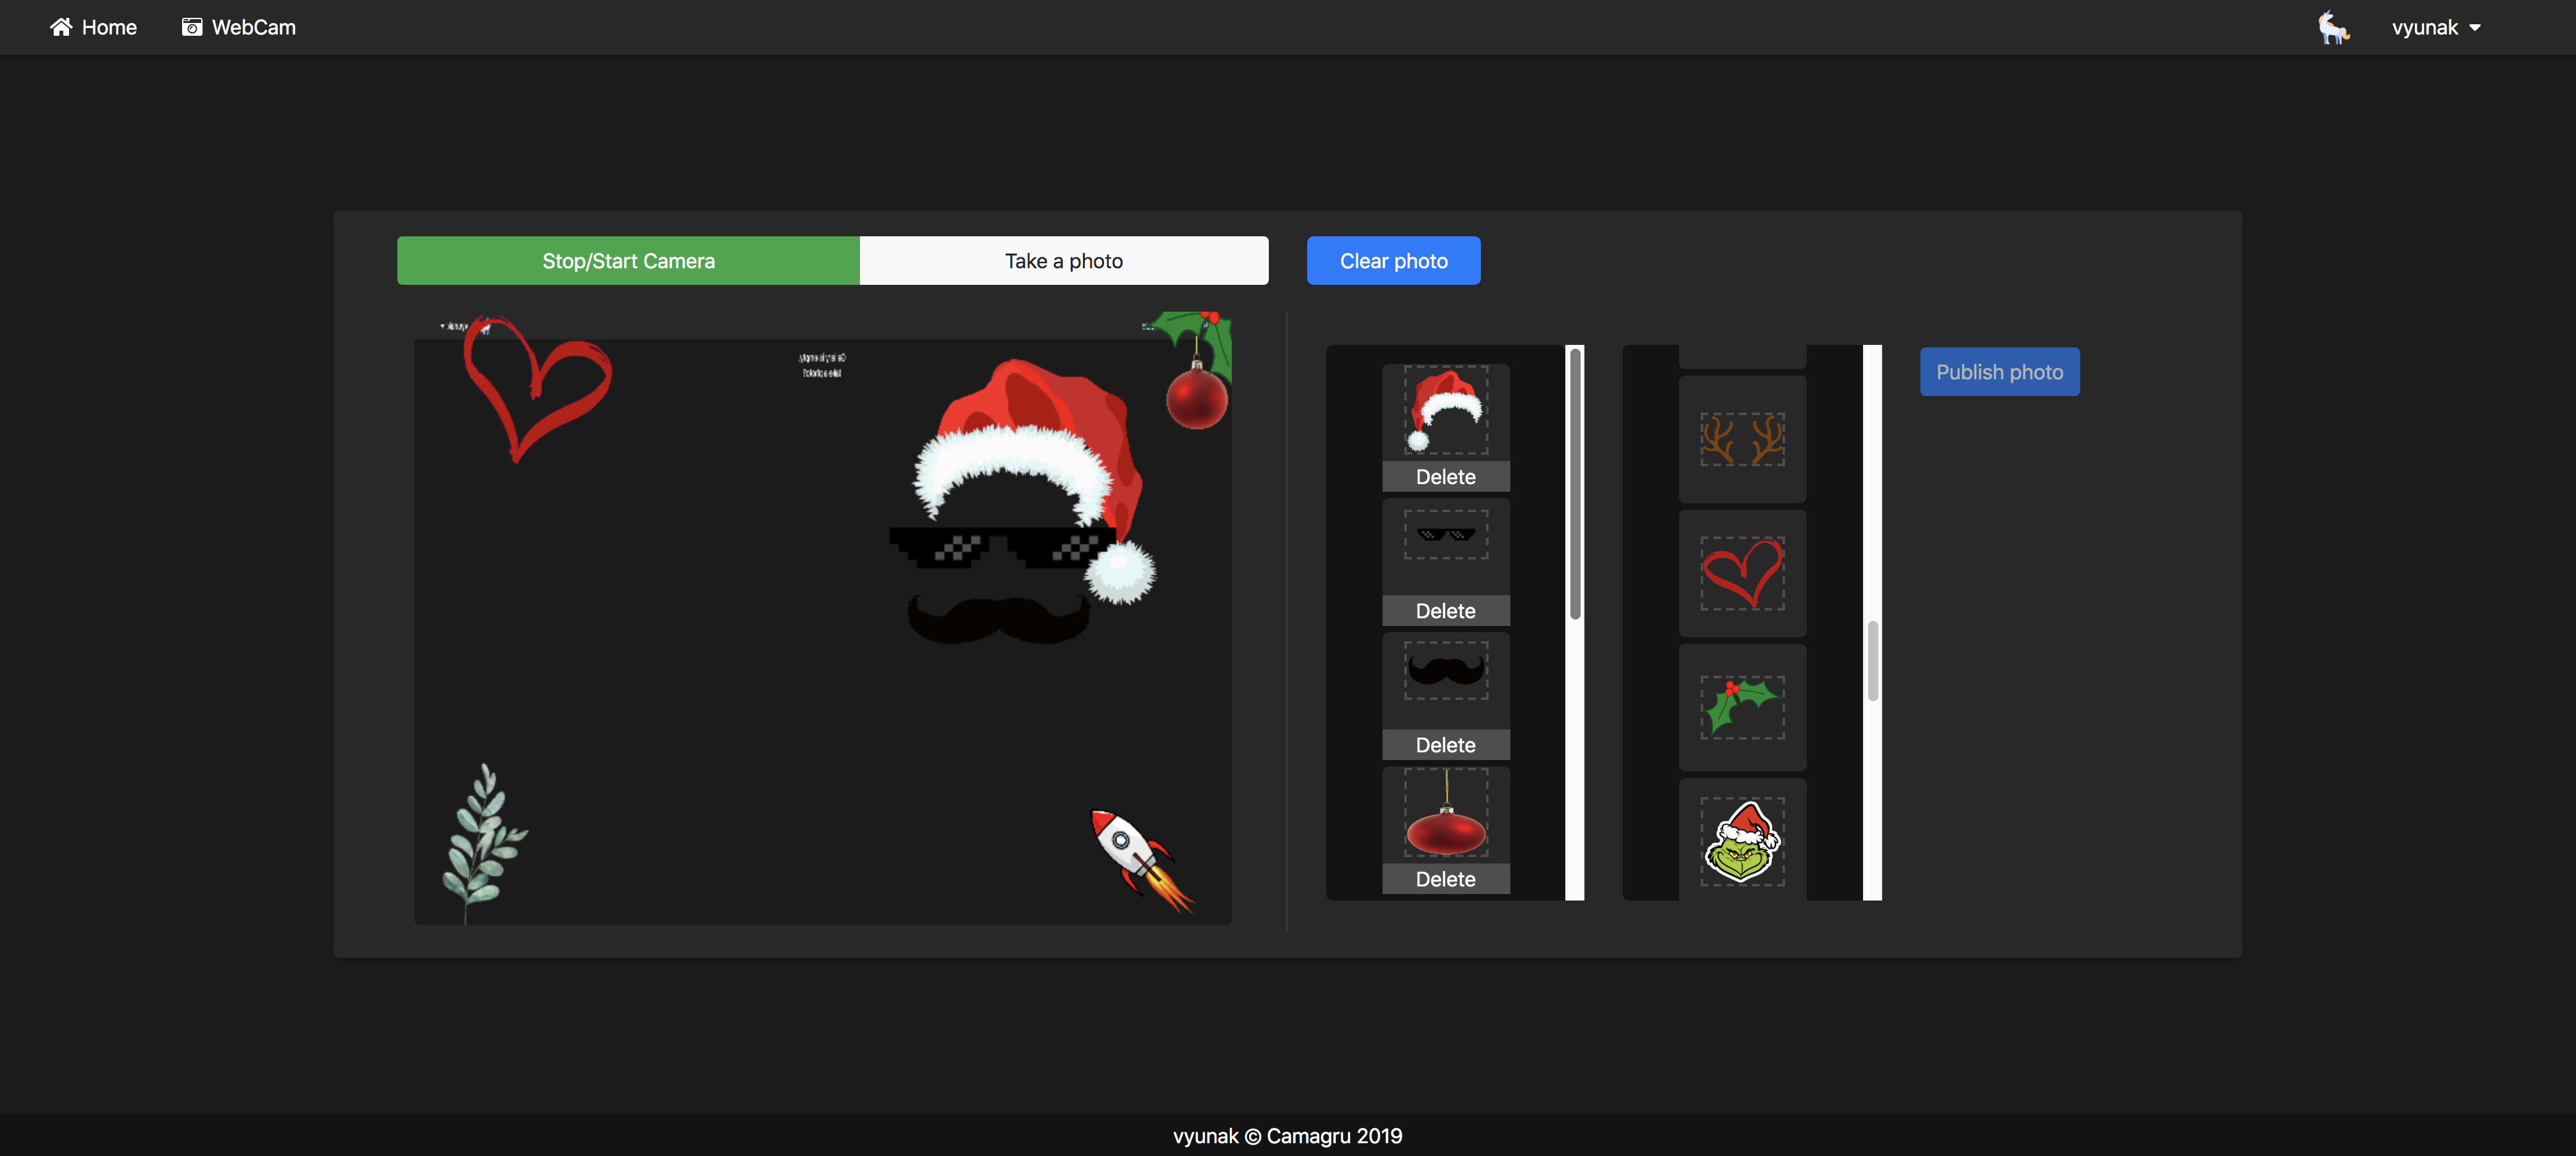 Home
WebCam
vyunak
Stop/Start Camera
Take a photo
Clear photo
Publish photo
Delete
Delete
Delete
Delete
vyunak © Camagru 2019